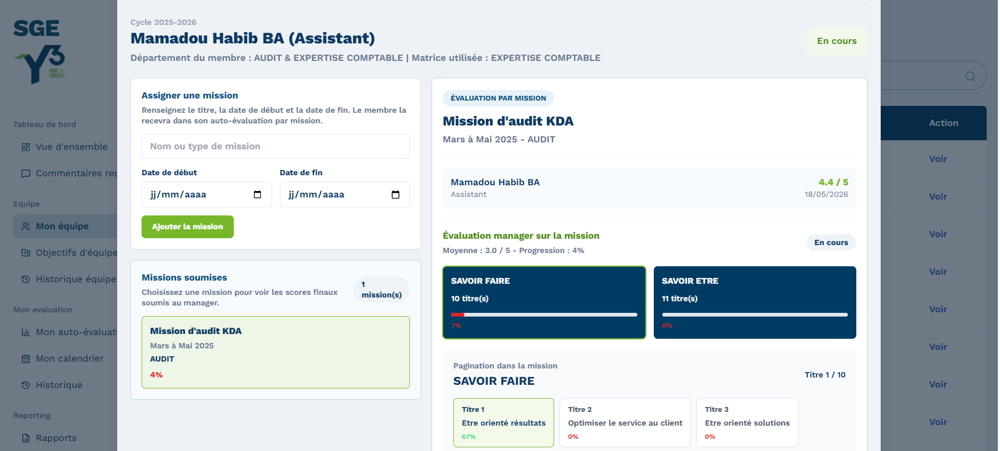 SGE
Y3
AUDIT &
CONSEILS
Tableau de bord
Vue d'ensemble
Commentaires reç
Equipe
Mon équipe
Objectifs d'équipe
Historique équipe
Mon evaluation
Mon auto-évaluati
Mon calendrier
Historique
Reporting
Rapports
Cycle 2025-2026
Mamadou Habib BA (Assistant)
Département du membre : AUDIT & EXPERTISE COMPTABLE | Matrice utilisée : EXPERTISE COMPTABLE
En cours
Assigner une mission
Renseignez le titre, la date de début et la date de fin. Le membre la
recevra dans son auto-évaluation par mission.
Nom ou type de mission
Date de début
Date de fin
jj/mm/aaaa
jj/mm/aaaa
Ajouter la mission
Missions soumises
Choisissez une mission pour voir les scores finaux
soumis au manager.
1
mission(s)
Mission d'audit KDA
Mars à Mai 2025
AUDIT
4%
ÉVALUATION PAR MISSION
Mission d'audit KDA
Mars à Mai 2025 - AUDIT
Mamadou Habib BA
4.4 / 5
Assistant
18/05/2026
Évaluation manager sur la mission
Moyenne : 3.0 / 5 - Progression : 4%
En cours
SAVOIR FAIRE
10 titre(s)
7%
SAVOIR ETRE
11 titre(s)
0%
Pagination dans la mission
SAVOIR FAIRE
Titre 1 / 10
Titre 1
Etre orienté résultats
67%
Titre 2
Optimiser le service au client
0%
Titre 3
Etre orienté solutions
0%
Action
Voir
Voir
Voir
Voir
Voir
Voir
Voir
Voir